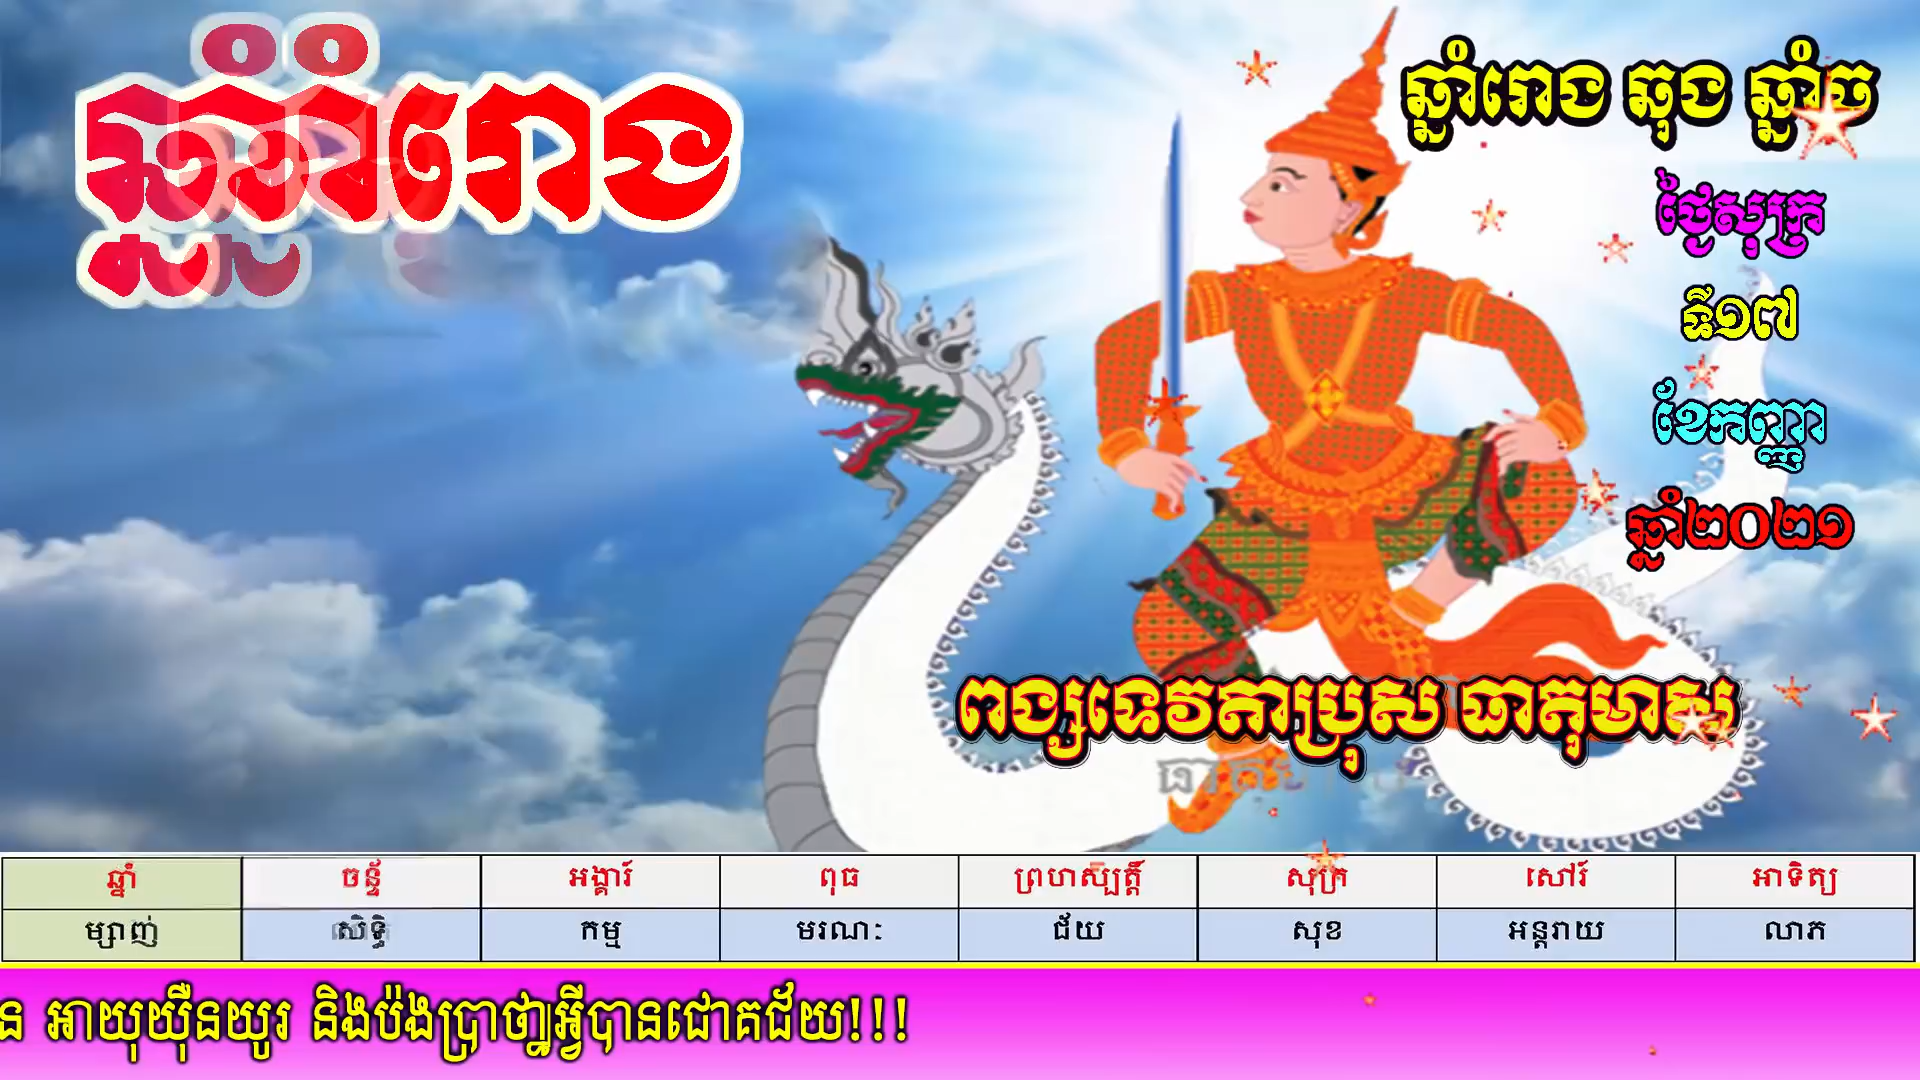 ឆ្នាំរោង
ឆ្នាំរោង ឆុង ឆ្នាំច
ថ្ងៃសុក្រ
ទី១៧
ខែកញ្ញា
ឆ្នាំ២០២១
ពង្សទេវតាប្រុស ធាតុមាស
ឆ្នាំ ចន្ទ័ អង្គារ៍ ពុធ ព្រហស្បត្តិ៍ សុក្រ សៅរ៍ អាទិត្យ
ម្សាញ់ សិទ្ធិ កម្ម មរណៈ ជ័យ សុខ អន្តរាយ លាភ
ន អាយុយ៉ឺនយូរ និងប៉ងប្រាថា្នអ្វីបានជោគជ័យ!!!